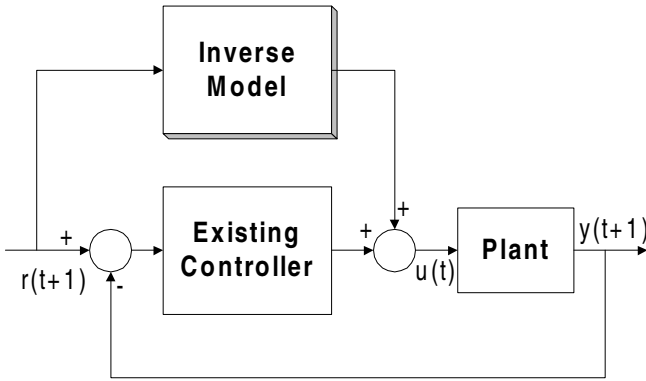 Inverse
Model
+
+
+
Existing
Controller
+
Plant
y(t+1)
r(t+1)
-
u(t)